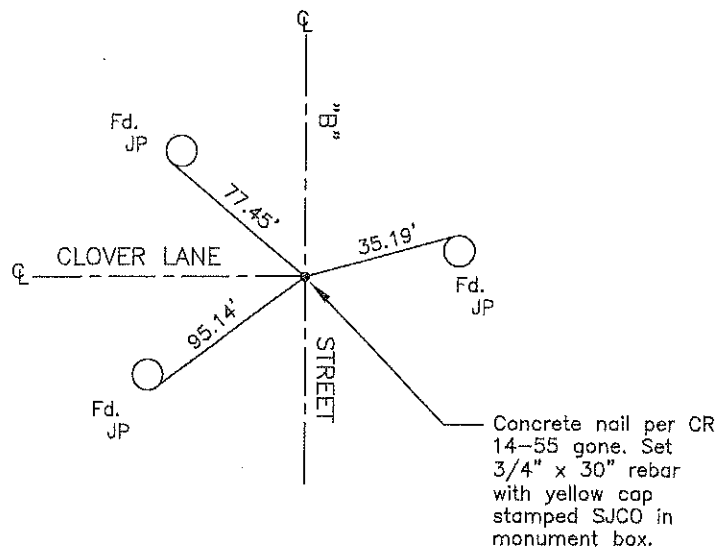 ℄
"B"
Fd.
JP
77.45'
35.19'
CLOVER LANE
℄
Fd.
JP
95.14'
STREET
Fd.
JP
Concrete nail per CR
14-55 gone. Set
3/4" x 30" rebar
with yellow cap
stamped SJCO in
monument box.